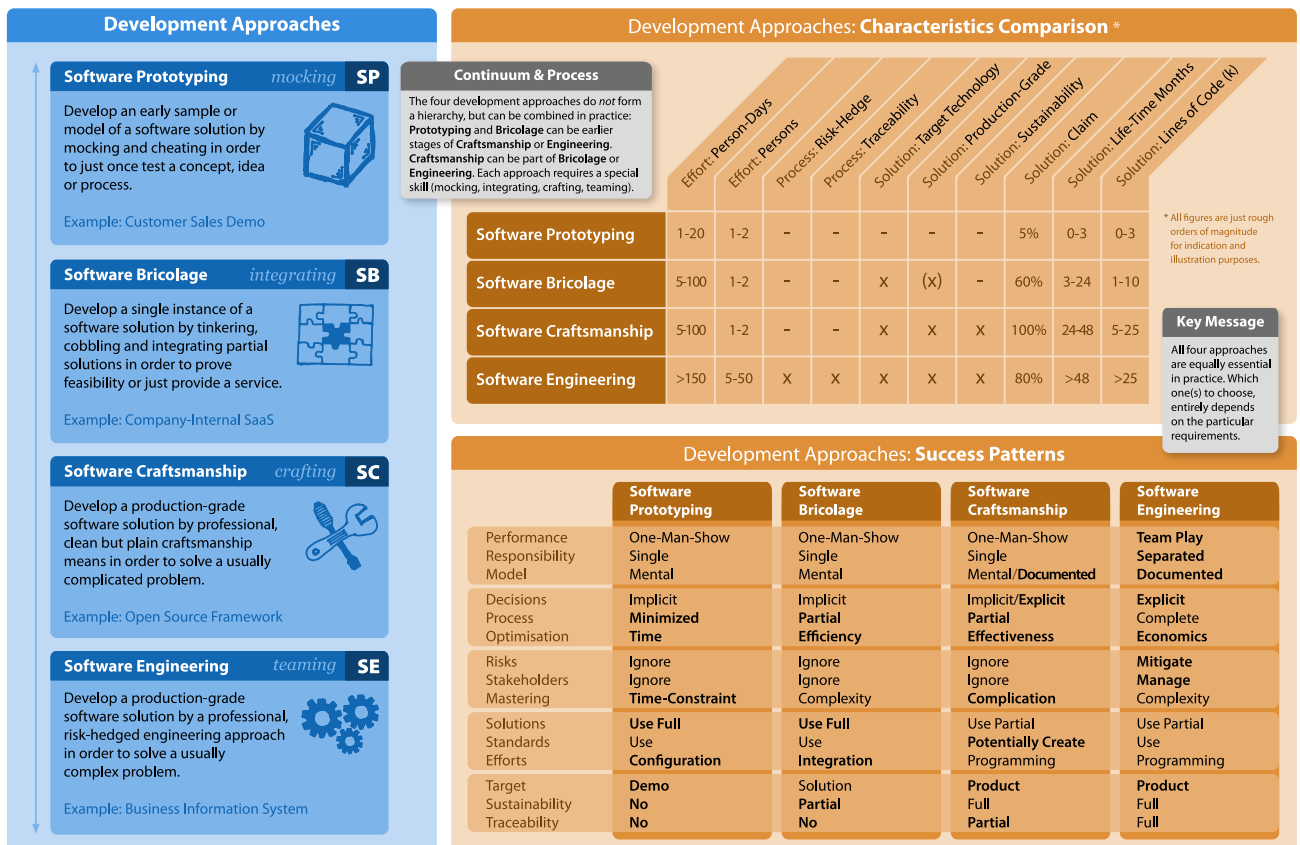 Development Approaches
Software Prototyping mocking SP
Develop an early sample or
model of a software solution by
mocking and cheating in order
to just once test a concept, idea
or process.
Example: Customer Sales Demo
Software Bricolage integrating SB
Develop a single instance of a
software solution by tinkering,
cobbling and integrating partial
solutions in order to prove
feasibility or just provide a service.
Example: Company-Internal SaaS
Software Craftsmanship crafting SC
Develop a production-grade
software solution by professional,
clean but plain craftsmanship
means in order to solve a usually
complicated problem.
Example: Open Source Framework
Software Engineering teaming SE
Develop a production-grade
software solution by a professional,
risk-hedged engineering approach
in order to solve a usually
complex problem.
Example: Business Information System
Continuum & Process
The four development approaches do not form
a hierarchy, but can be combined in practice:
Prototyping and Bricolage can be earlier
stages of Craftsmanship or Engineering.
Craftsmanship can be part of Bricolage or
Engineering. Each approach requires a special
skill (mocking, integrating, crafting, teaming).
Development Approaches: Characteristics Comparison *
Effort: Person-Days
Effort: Persons
Process: Risk-Hedge
Process: Traceability
Solution: Target Technology
Solution: Production-Grade
Solution: Sustainability
Solution: Claim
Solution: Life-Time Months
Solution: Lines of Code (k)
Software Prototyping 1-20 1-2 - - - - - 5% 0-3 0-3
Software Bricolage 5-100 1-2 - - x (x) - 60% 3-24 1-10
Software Craftsmanship 5-100 1-2 - - x x x 100% 24-48 5-25
Software Engineering >150 5-50 x x x x x 80% >48 >25
* All figures are just rough
orders of magnitude
for indication and
illustration purposes.
Key Message
All four approaches
are equally essential
in practice. Which
one(s) to choose,
entirely depends
on the particular
requirements.
Development Approaches: Success Patterns
Software Software Software Software
Prototyping Bricolage Craftsmanship Engineering
Performance One-Man-Show One-Man-Show One-Man-Show Team Play
Responsibility Single Single Single Separated
Model Mental Mental Mental/Documented Documented
Decisions Implicit Implicit Implicit/Explicit Explicit
Process Minimized Partial Partial Complete
Optimisation Time Efficiency Effectiveness Economics
Risks Ignore Ignore Ignore Mitigate
Stakeholders Ignore Ignore Ignore Manage
Mastering Time-Constraint Complexity Complication Complexity
Solutions Use Full Use Full Use Partial Use Partial
Standards Use Use Potentially Create Use
Efforts Configuration Integration Programming Programming
Target Demo Solution Product Product
Sustainability No Partial Full Full
Traceability No No Partial Full